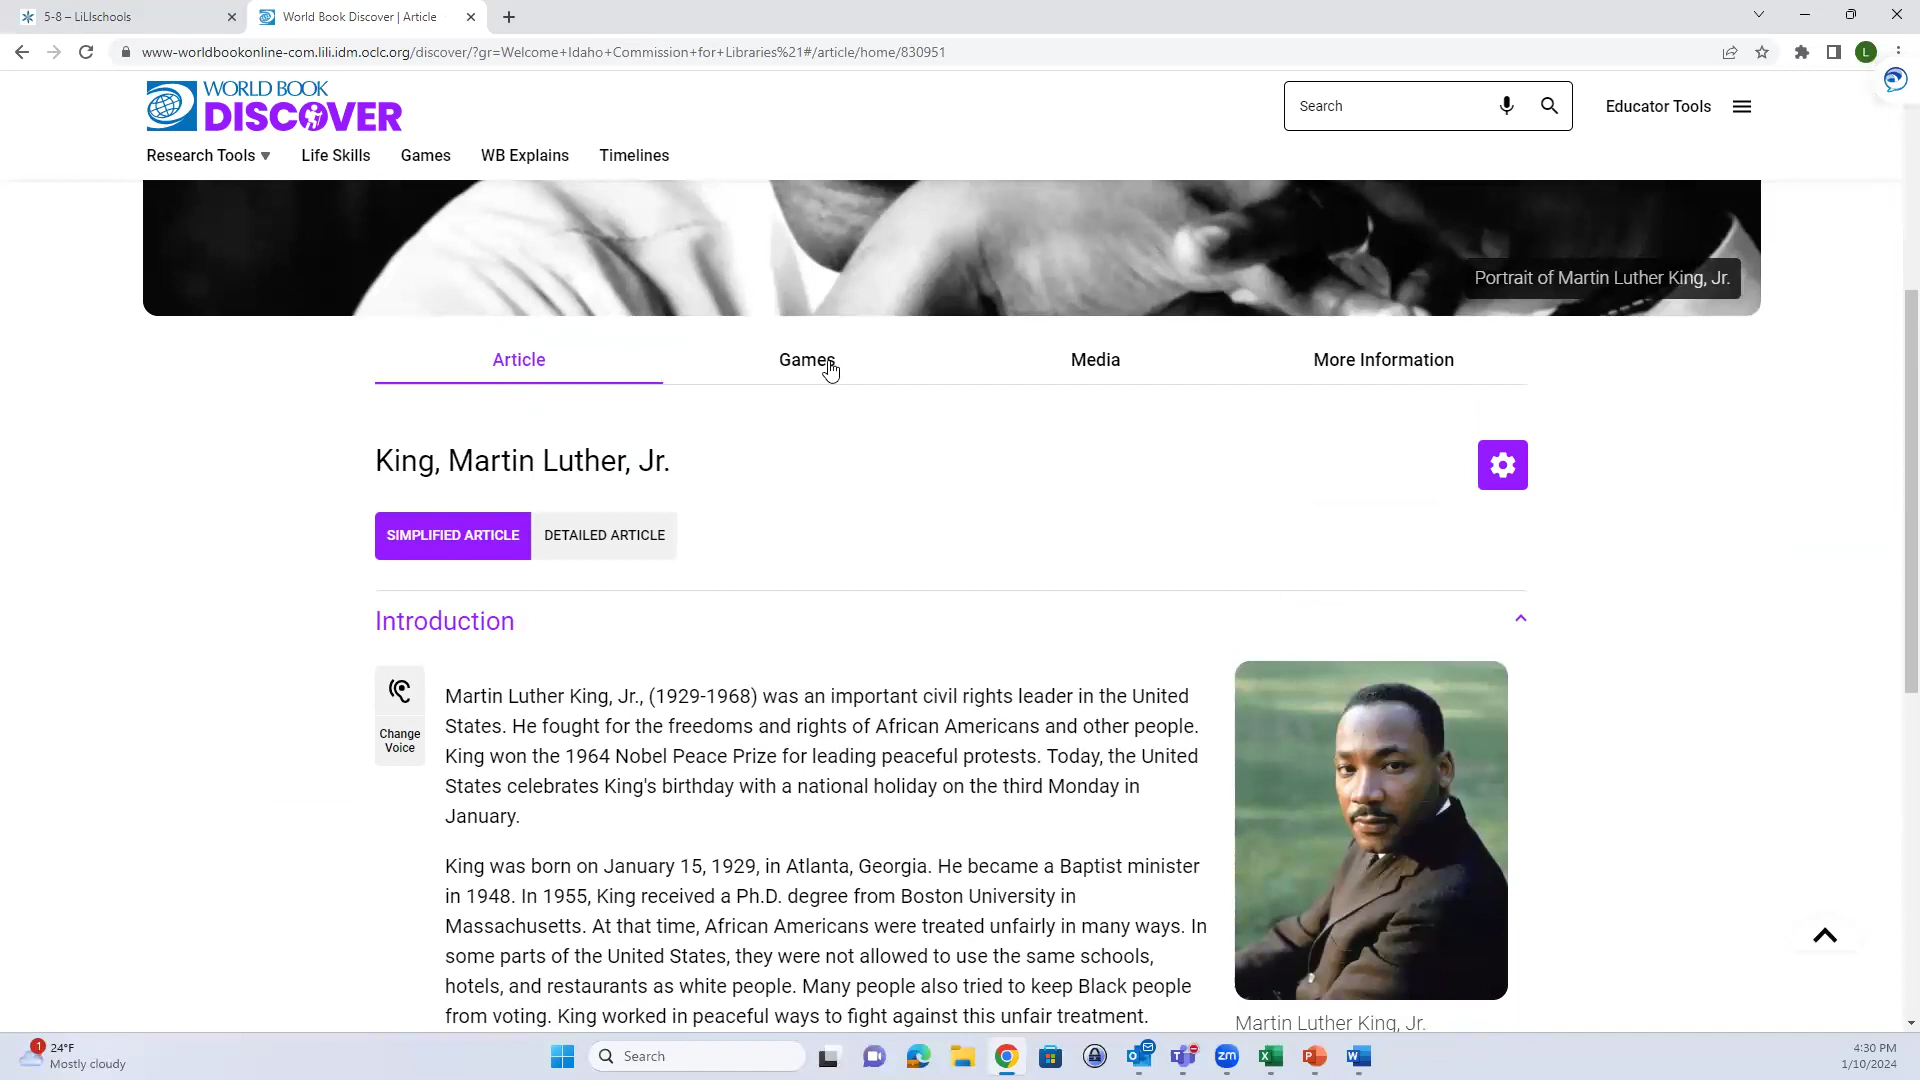 5-8 – LiLIschools
World Book Discover | Article
www-worldbookonline-com.lili.idm.oclc.org/discover/?gr=Welcome+Idaho+Commission+for+Libraries%21#/article/home/830951
L
WORLD BOOK
DISCOVER
Search
Educator Tools
Research Tools
Life Skills
Games
WB Explains
Timelines
Portrait of Martin Luther King, Jr.
Article
Games
Media
More Information
King, Martin Luther, Jr.
SIMPLIFIED ARTICLE
DETAILED ARTICLE
Introduction
Change
Voice
Martin Luther King, Jr., (1929-1968) was an important civil rights leader in the United
States. He fought for the freedoms and rights of African Americans and other people.
King won the 1964 Nobel Peace Prize for leading peaceful protests. Today, the United
States celebrates King's birthday with a national holiday on the third Monday in
January.
King was born on January 15, 1929, in Atlanta, Georgia. He became a Baptist minister
in 1948. In 1955, King received a Ph.D. degree from Boston University in
Massachusetts. At that time, African Americans were treated unfairly in many ways. In
some parts of the United States, they were not allowed to use the same schools,
hotels, and restaurants as white people. Many people also tried to keep Black people
from voting. King worked in peaceful ways to fight against this unfair treatment.
Martin Luther King, Jr.
1
24°F
Mostly cloudy
Search
zm
4:30 PM
1/10/2024